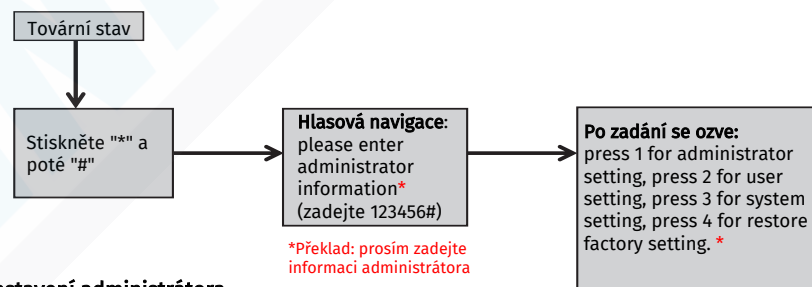 Tovární stav
Stiskněte "*" a
poté "#"
Hlasová navigace:
please enter
administrator
information*
(zadejte 123456#)
*Překlad: prosím zadejte
informaci administrátora
Po zadání se ozve:
press 1 for administrator
setting, press 2 for user
setting, press 3 for system
setting, press 4 for restore
factory setting. *
administrátora